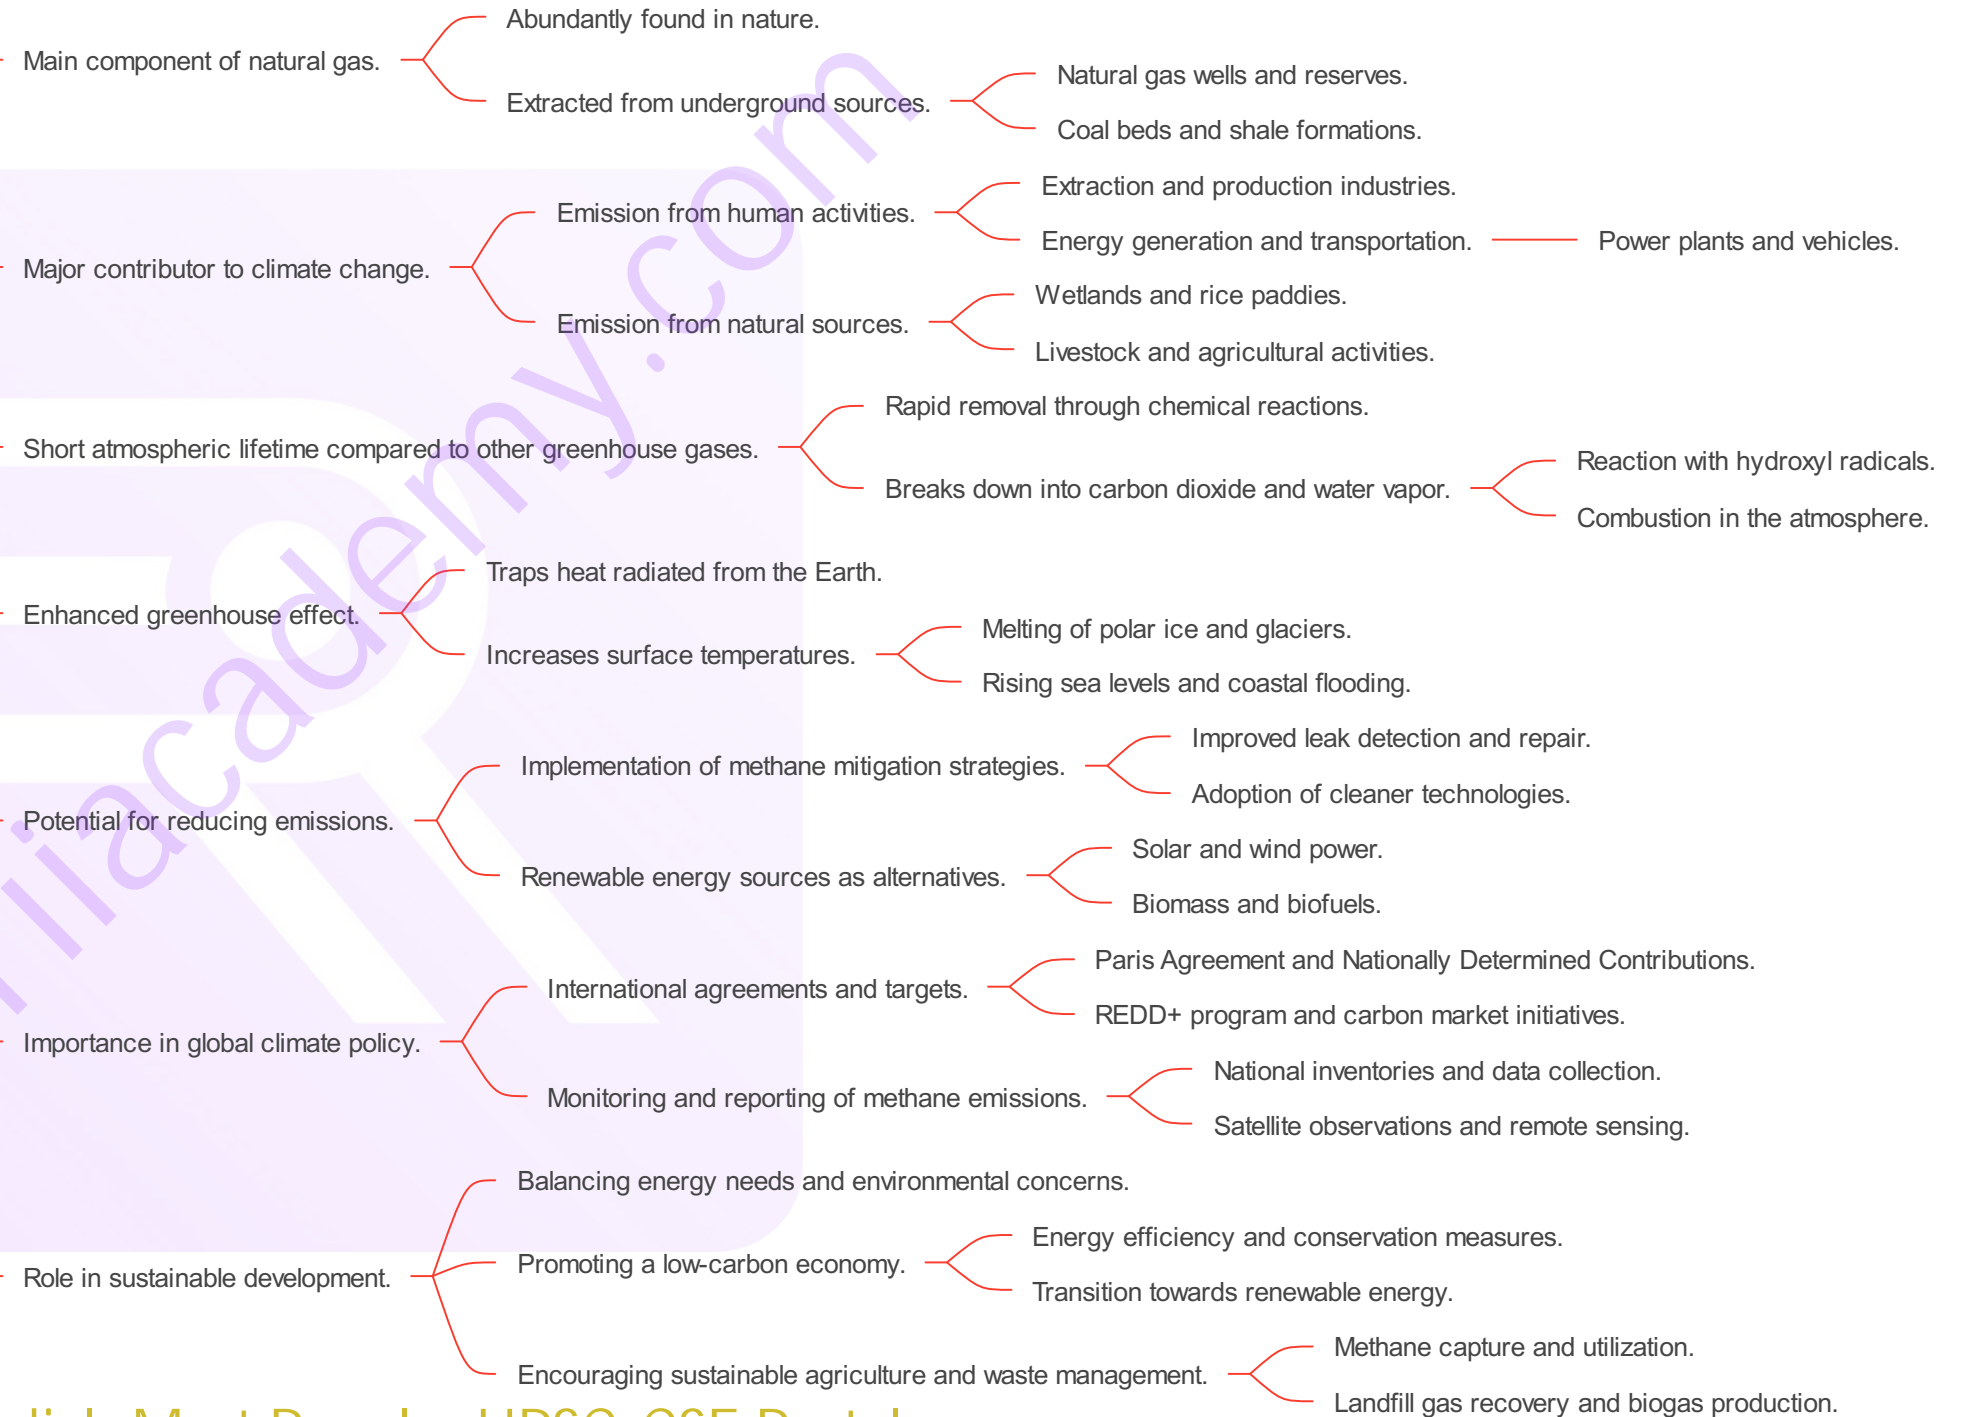 Abundantly found in nature.
Main component of natural gas.
Natural gas wells and reserves.
Extracted from underground sources.
Coal beds and shale formations.
Extraction and production industries.
Emission from human activities.
Energy generation and transportation.
Power plants and vehicles.
Major contributor to climate change.
Wetlands and rice paddies.
Emission from natural sources.
Livestock and agricultural activities.
Rapid removal through chemical reactions.
Short atmospheric lifetime compared to other greenhouse gases.
Reaction with hydroxyl radicals.
Breaks down into carbon dioxide and water vapor.
Combustion in the atmosphere.
Traps heat radiated from the Earth.
Enhanced greenhouse effect.
Melting of polar ice and glaciers.
Increases surface temperatures.
Rising sea levels and coastal flooding.
Improved leak detection and repair.
Implementation of methane mitigation strategies.
Adoption of cleaner technologies.
Potential for reducing emissions.
Solar and wind power.
Renewable energy sources as alternatives.
Biomass and biofuels.
Paris Agreement and Nationally Determined Contributions.
International agreements and targets.
REDD+ program and carbon market initiatives.
Importance in global climate policy.
National inventories and data collection.
Monitoring and reporting of methane emissions.
Satellite observations and remote sensing.
Balancing energy needs and environmental concerns.
Energy efficiency and conservation measures.
Promoting a low-carbon economy.
Role in sustainable development.
Transition towards renewable energy.
Methane capture and utilization.
Encouraging sustainable agriculture and waste management.
Landfill gas recovery and biogas production.
academy.com